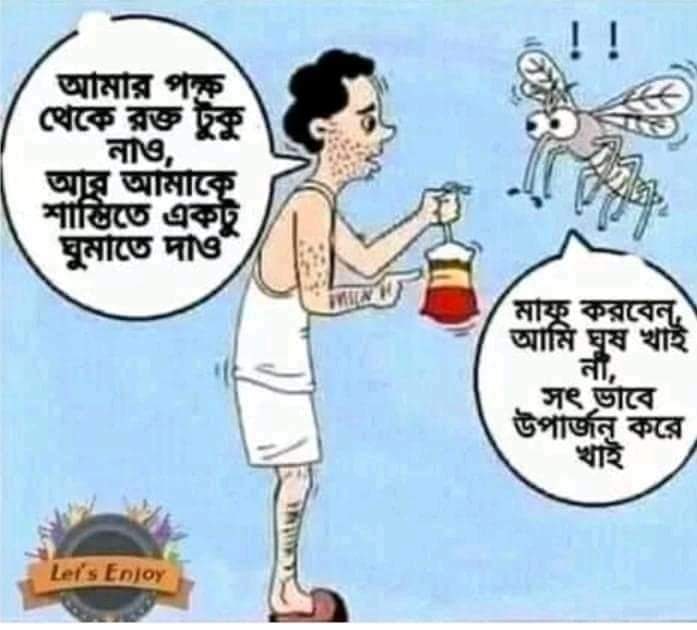 আমার পক্ষ
থেকে রক্ত টুকু
নাও,
আর আমাকে
শান্তিতে একটু
ঘুমাতে দাও
! !
মাফ করবেন,
আমি ঘুষ খাই
না,
সৎ ভাবে
উপার্জন করে
খাই
Let's Enjoy